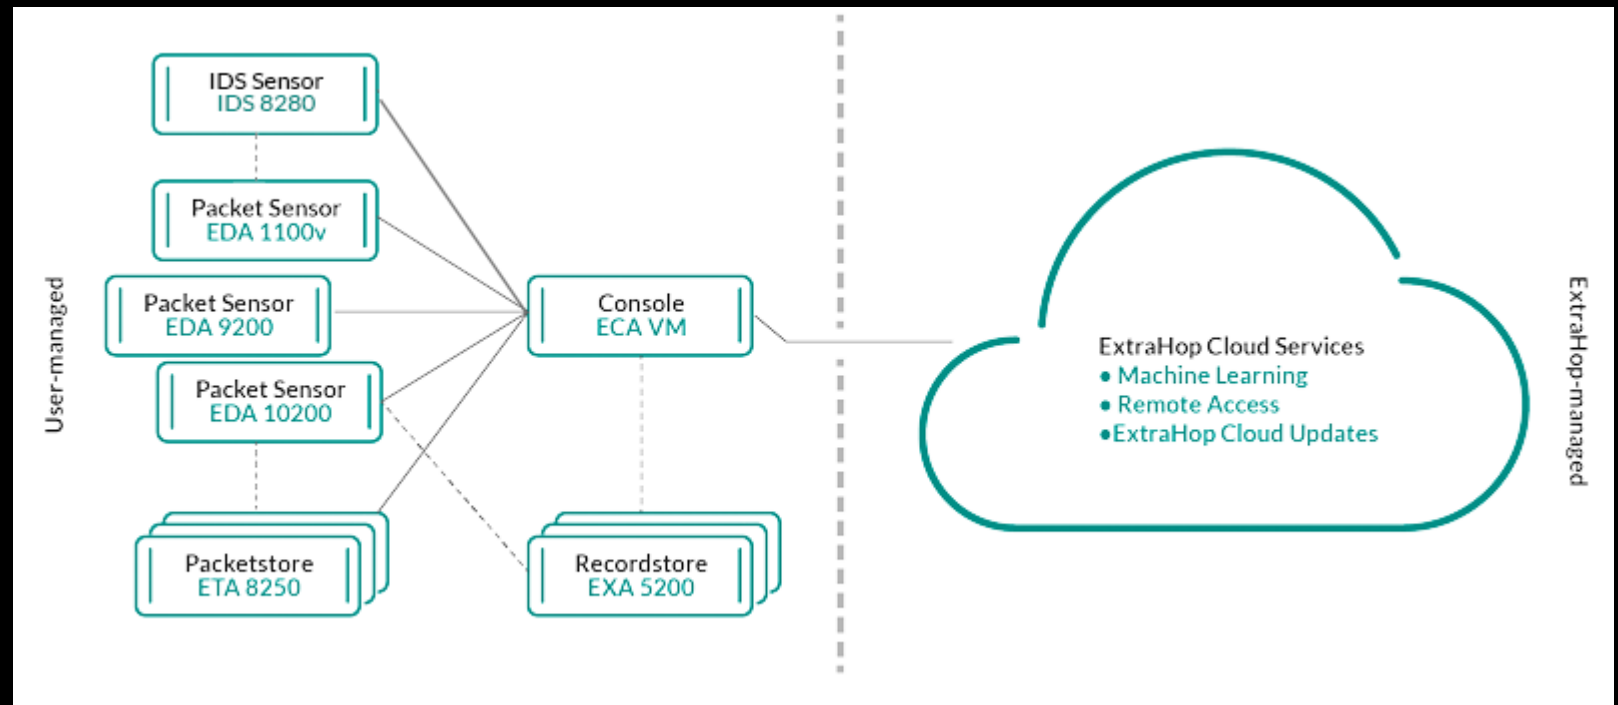 User-managed
IDS Sensor
IDS 8280
Packet Sensor
EDA 1100v
Packet Sensor
EDA 9200
Packet Sensor
EDA 10200
Packetstore
ETA 8250
Console
ECA VM
Recordstore
EXA 5200
ExtraHop Cloud Services
● Machine Learning
● Remote Access
●ExtraHop Cloud Updates
ExtraHop-managed